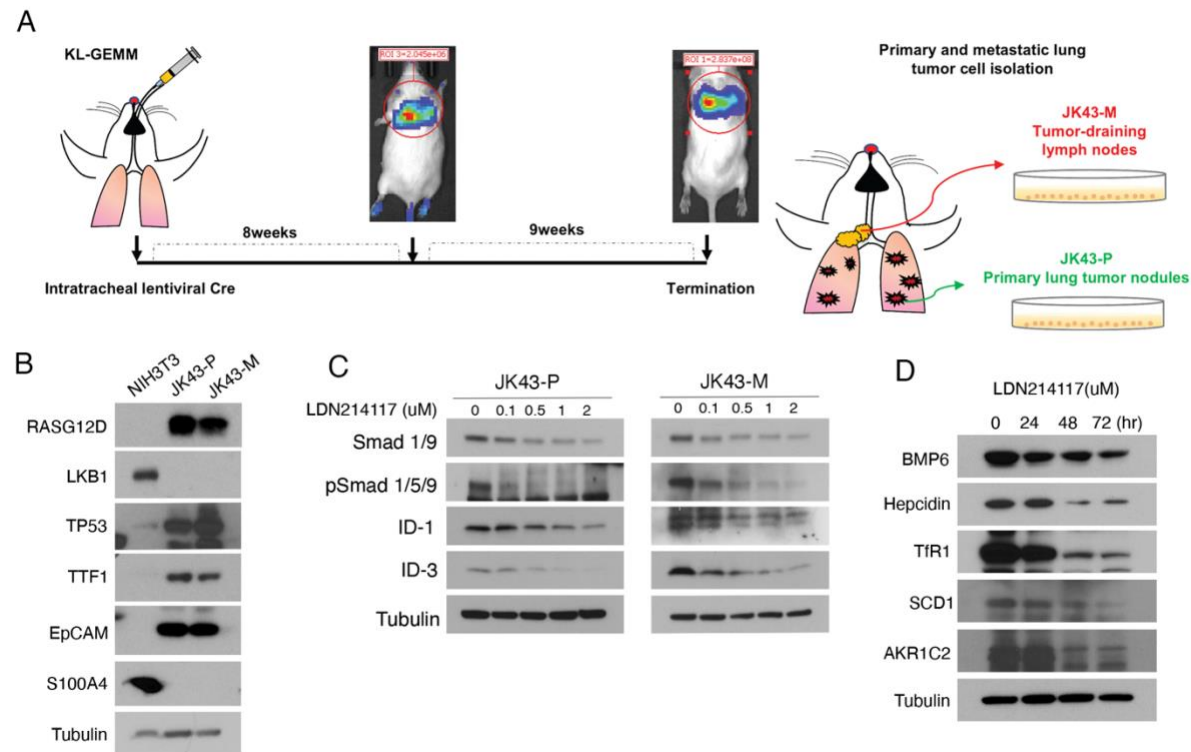 A
KL-GEMM
ROI 3=2.045e+06
ROI 1=2.837e+08
Primary and metastatic lung
tumor cell isolation
JK43-M
Tumor-draining
lymph nodes
8weeks
9weeks
JK43-P
Primary lung tumor nodules
Intratracheal lentiviral Cre
Termination
B
NIH3T3
JK43-P
JK43-M
RASG12D
LKB1
TP53
TTF1
EpCAM
S100A4
Tubulin
C
JK43-P
JK43-M
LDN214117 (uM) 0 0.1 0.5 1 2 0 0.1 0.5 1 2
Smad 1/9
pSmad 1/5/9
ID-1
ID-3
Tubulin
D
LDN214117(uM)
0 24 48 72 (hr)
BMP6
Hepcidin
TfR1
SCD1
AKR1C2
Tubulin